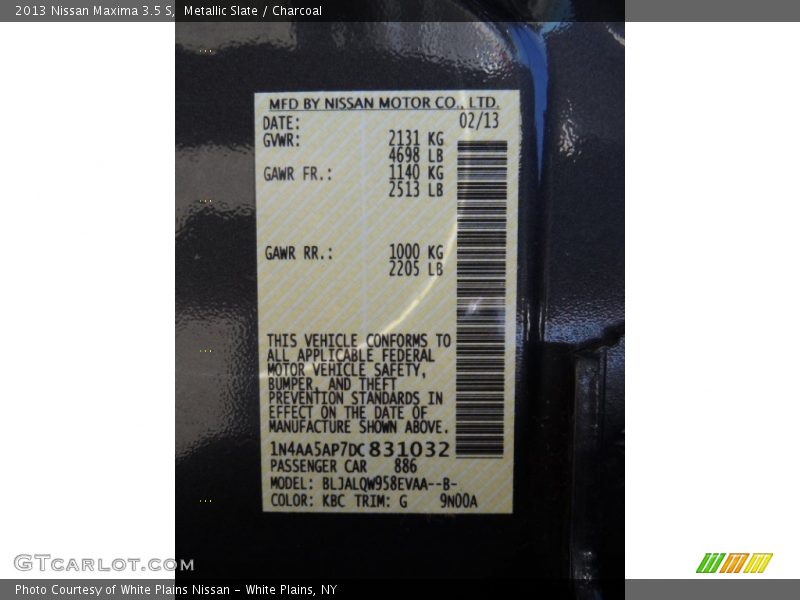 2013 Nissan Maxima 3.5 S, Metallic Slate / Charcoal
MFD BY NISSAN MOTOR CO., LTD.
DATE: 02/13
GVWR: 2131 KG
4698 LB
GAWR FR.: 1140 KG
2513 LB
GAWR RR.: 1000 KG
2205 LB
THIS VEHICLE CONFORMS TO
ALL APPLICABLE FEDERAL
MOTOR VEHICLE SAFETY,
BUMPER, AND THEFT
PREVENTION STANDARDS IN
EFFECT ON THE DATE OF
MANUFACTURE SHOWN ABOVE.
1N4AA5AP7DC831032
PASSENGER CAR 886
MODEL: BLJALQW958EVAA--B-
COLOR: KBC TRIM: G 9N00A
GTCARLOT.COM
Photo Courtesy of White Plains Nissan - White Plains, NY